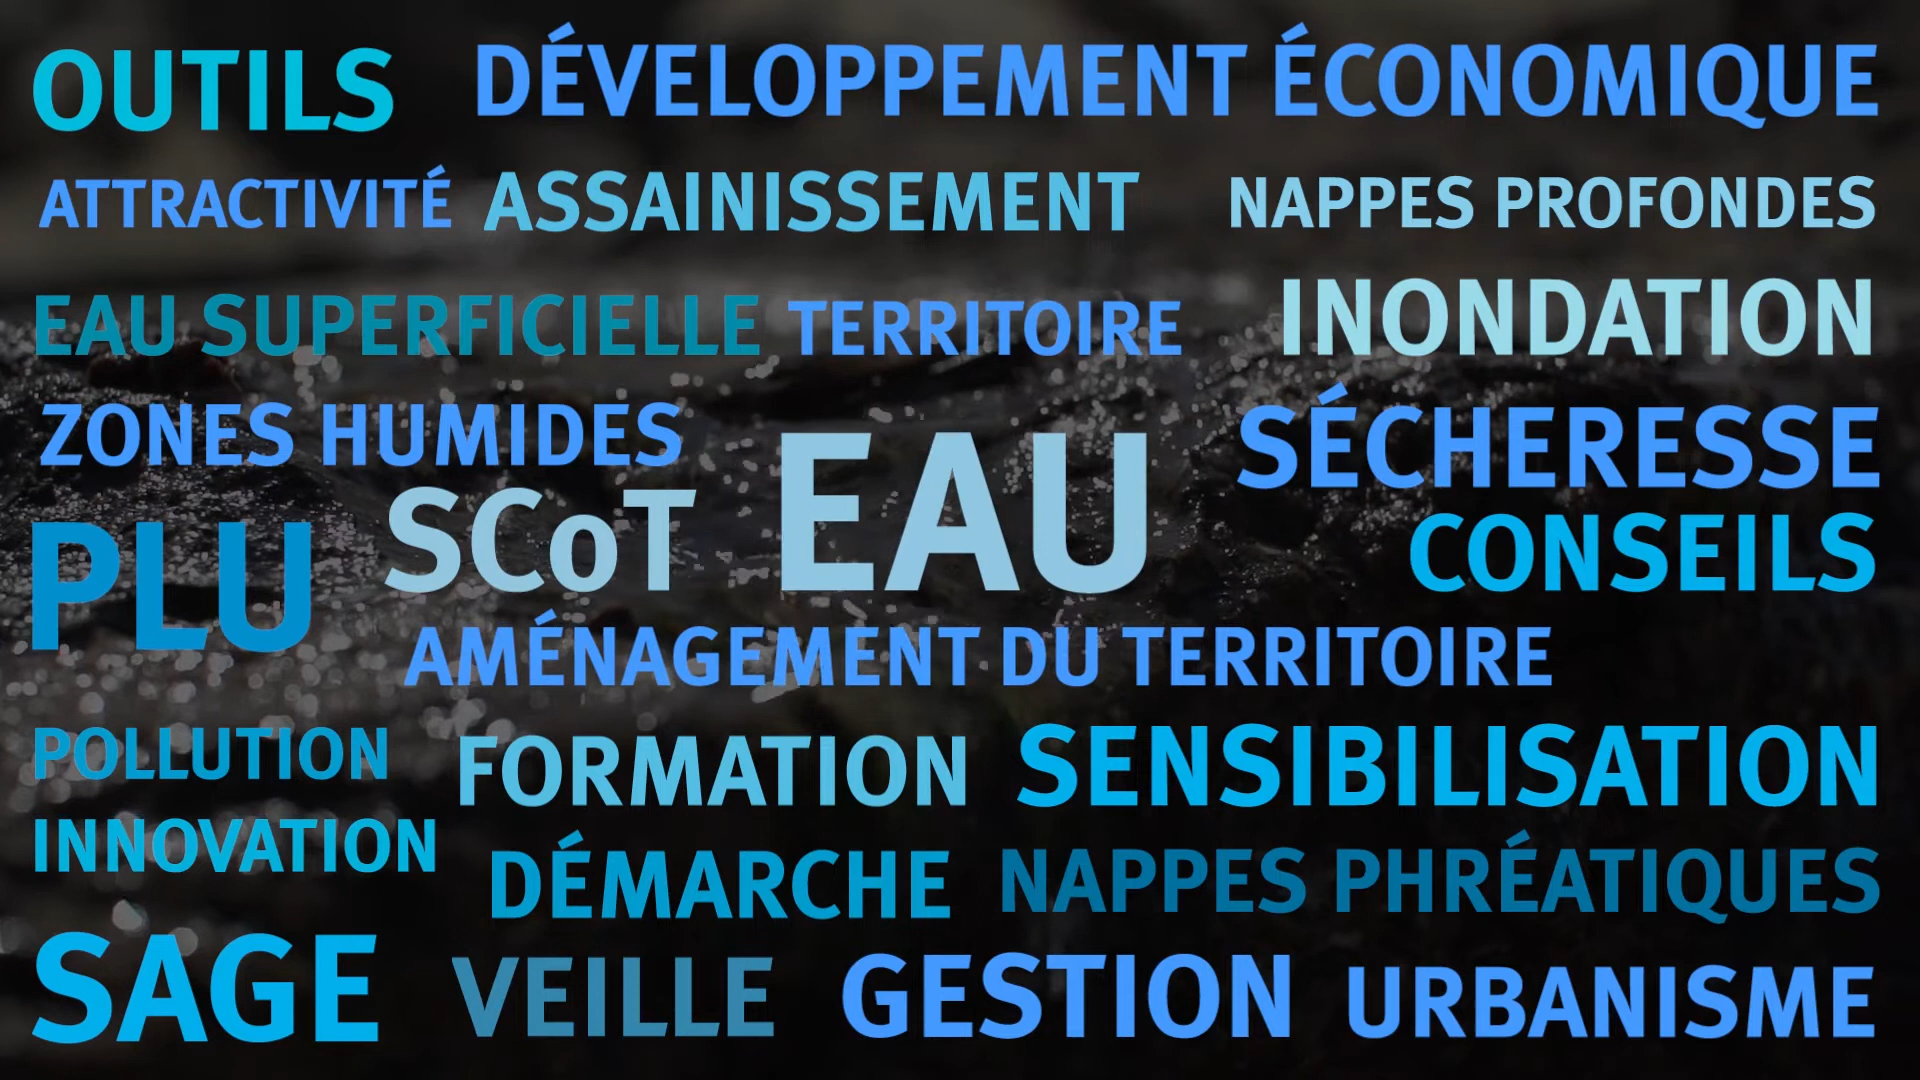 OUTILS DÉVELOPPEMENT ÉCONOMIQUE
ATTRACTIVITÉ ASSAINISSEMENT NAPPES PROFONDES
EAU SUPERFICIELLE TERRITOIRE INONDATION
ZONES HUMIDES SÉCHERESSE
PLU SCoT EAU CONSEILS
AMÉNAGEMENT DU TERRITOIRE
POLLUTION FORMATION SENSIBILISATION
INNOVATION DÉMARCHE NAPPES PHRÉATIQUES
SAGE VEILLE GESTION URBANISME